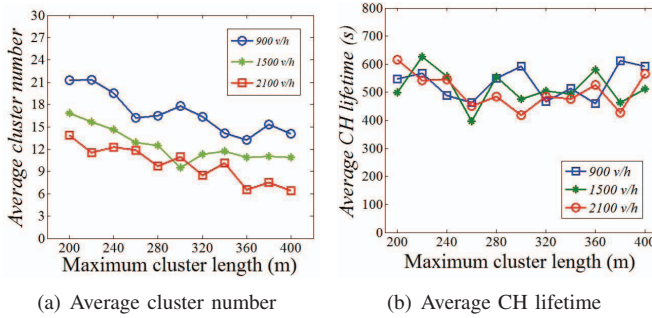 (a)
30
27
24
21
18
15
12
9
6
3
0
Average cluster number
900 v/h
1500 v/h
2100 v/h
200 240 280 320 360 400
Maximum cluster length (m)
(a) Average cluster number
(b)
800
700
600
500
400
300
200
100
0
Average CH lifetime (s)
900 v/h
1500 v/h
2100 v/h
200 240 280 320 360 400
Maximum cluster length (m)
(b) Average CH lifetime